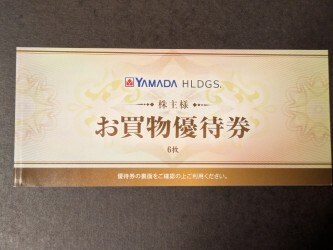 YAMADA HLDGS.
株主様
お買物優待券
6枚
優待券の裏面をご確認の上ご利用ください。